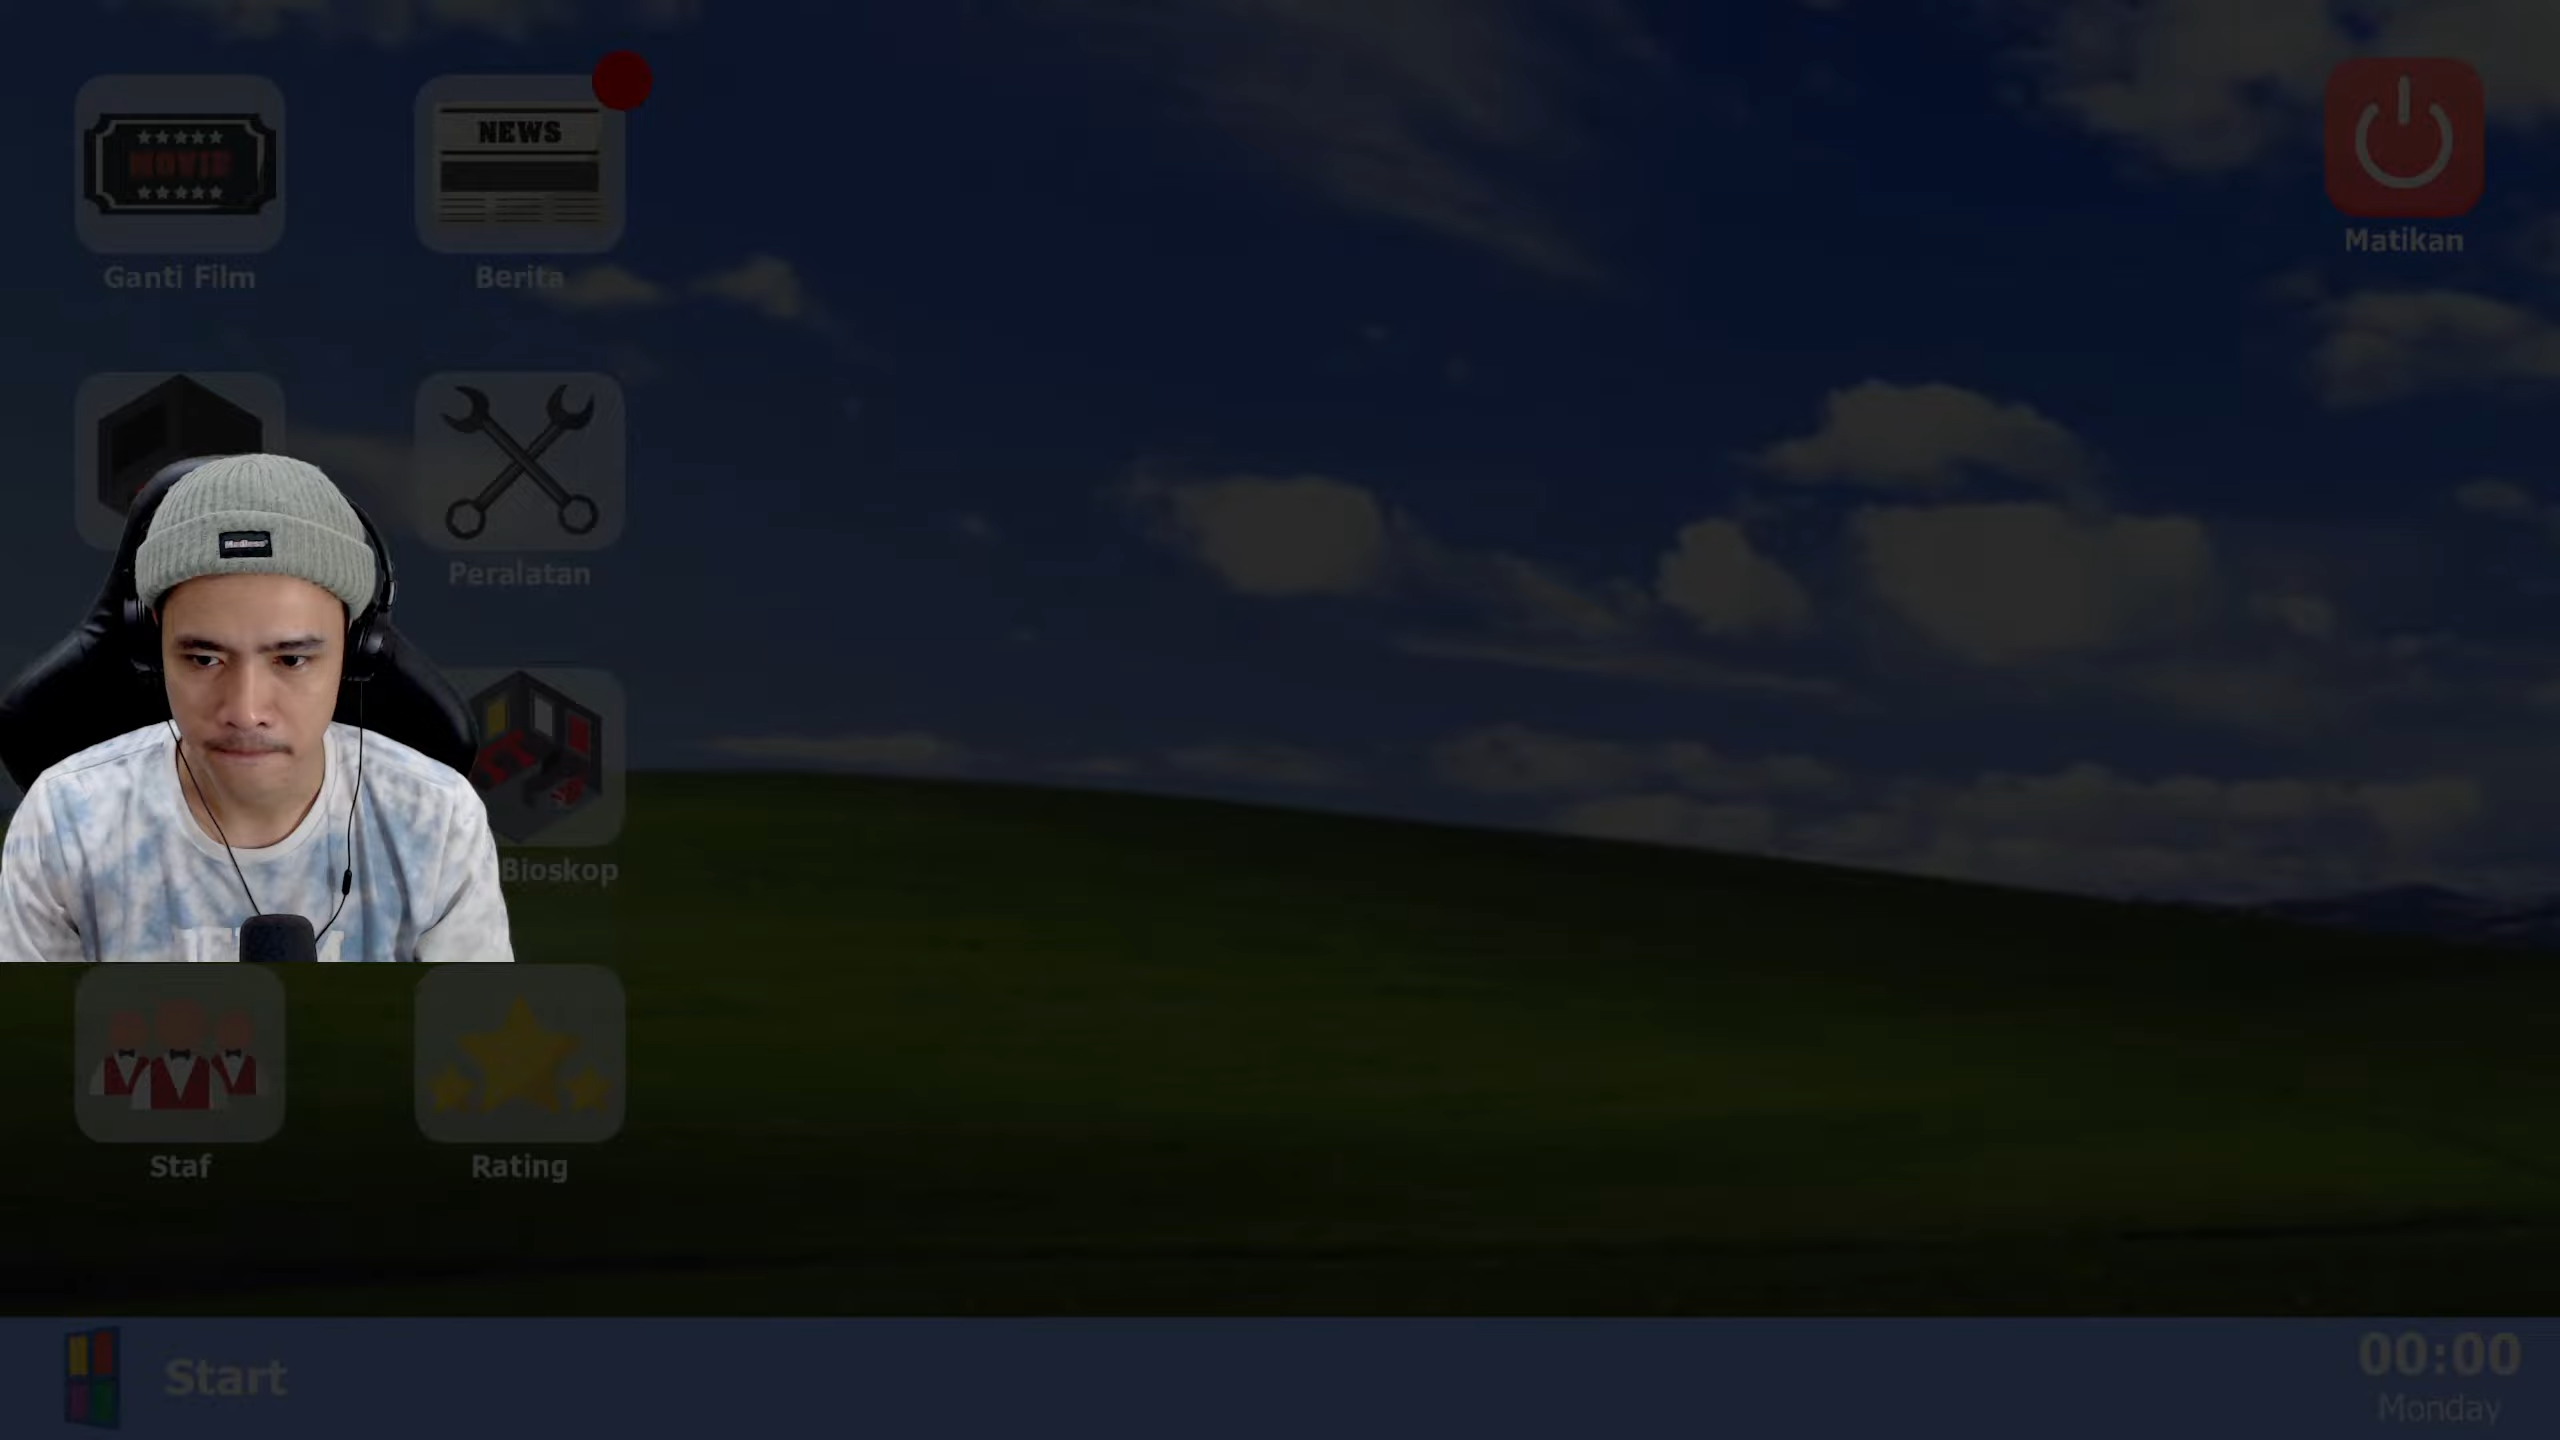 MOVIE
NEWS
Ganti Film
Berita
Matikan
Peralatan
Bioskop
Staf
Rating
Start
00:00
Monday